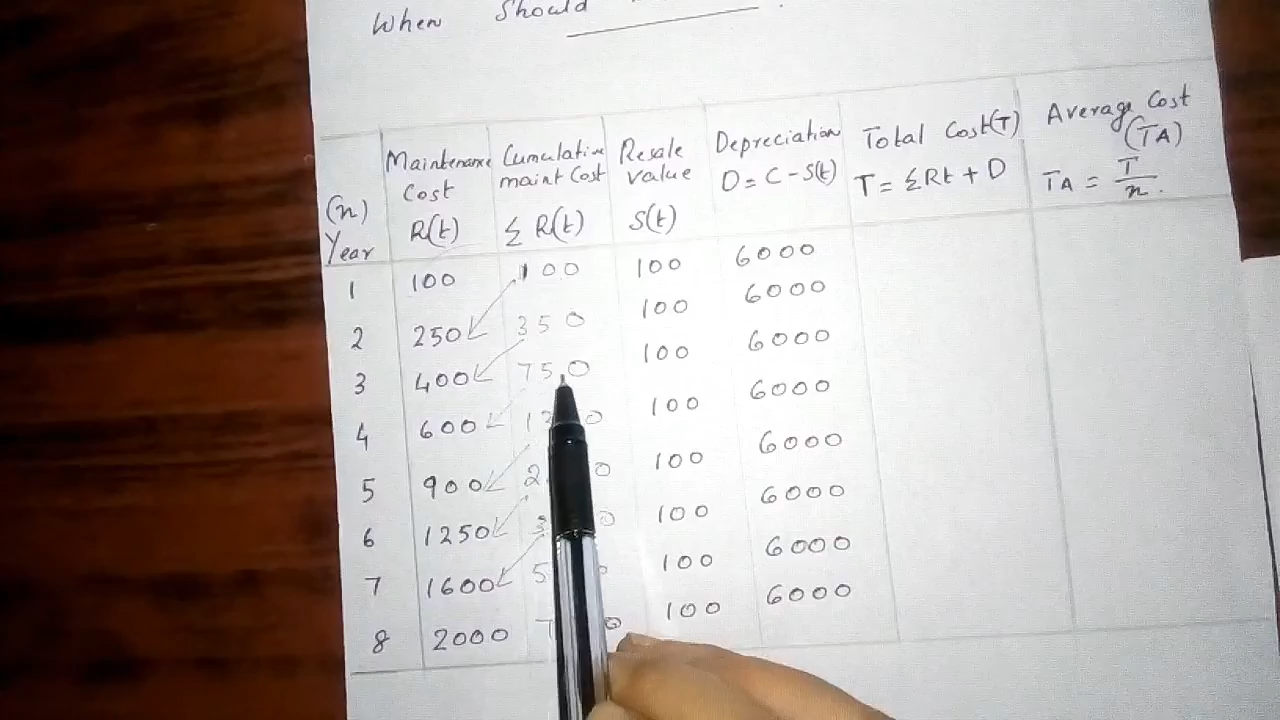 When Should
(n) Year Maintenance Cost R(t) Cumulative maint Cost Σ R(t) Resale value S(t) Depreciation D = C - S(t) Total Cost(T) T = ΣRt + D Average Cost (TA) TA = T/n.
1 100 100 100 6000
2 250 350 100 6000
3 400 750 100 6000
4 600 100 6000
5 900 100 6000
6 1250 100 6000
7 1600 100 6000
8 2000 100 6000